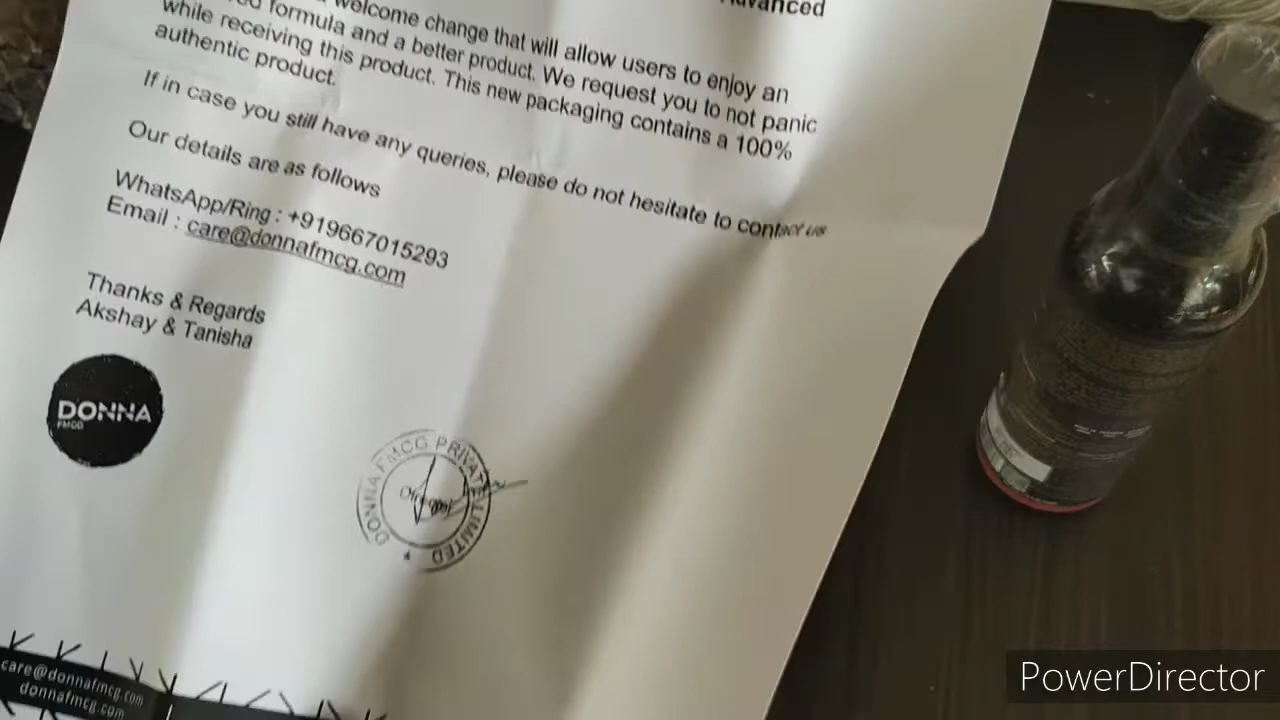 Advanced
welcome change that will allow users to enjoy an
formula and a better product. We request you to not panic
while receiving this product. This new packaging contains a 100%
authentic product.
If in case you still have any queries, please do not hesitate to contact us
Our details are as follows
WhatsApp/Ring : +919667015293
Email : care@donnafmcg.com
Thanks & Regards
Akshay & Tanisha
DONNA
FMCG
DONNA FMCG PRIVATE LIMITED
care@donnafmcg.com
donnafmcg.com
PowerDirector